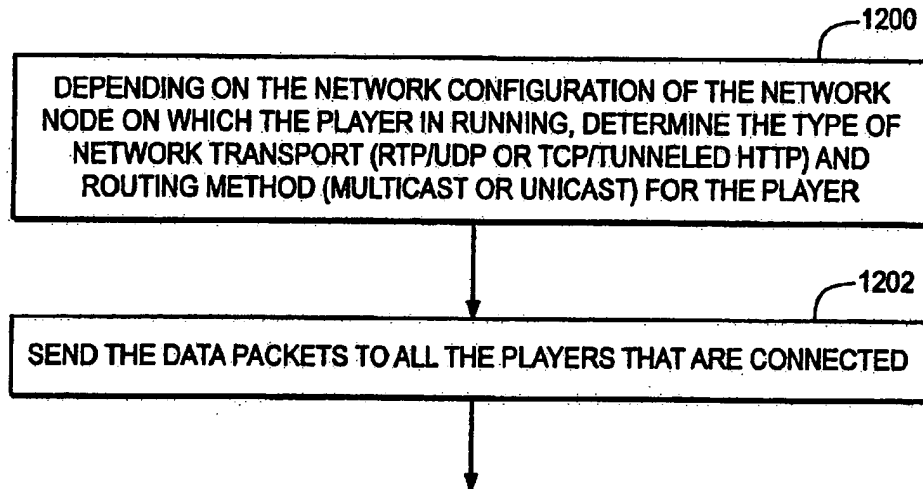 1200
DEPENDING ON THE NETWORK CONFIGURATION OF THE NETWORK
NODE ON WHICH THE PLAYER IN RUNNING, DETERMINE THE TYPE OF
NETWORK TRANSPORT (RTP/UDP OR TCP/TUNNELED HTTP) AND
ROUTING METHOD (MULTICAST OR UNICAST) FOR THE PLAYER
1202
SEND THE DATA PACKETS TO ALL THE PLAYERS THAT ARE CONNECTED